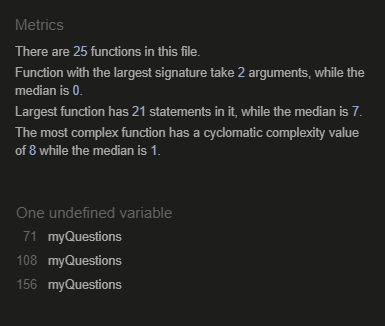 Metrics
There are 25 functions in this file.
Function with the largest signature take 2 arguments, while the
median is 0.
Largest function has 21 statements in it, while the median is 7.
The most complex function has a cyclomatic complexity value
of 8 while the median is 1.
One undefined variable
71 myQuestions
108 myQuestions
156 myQuestions